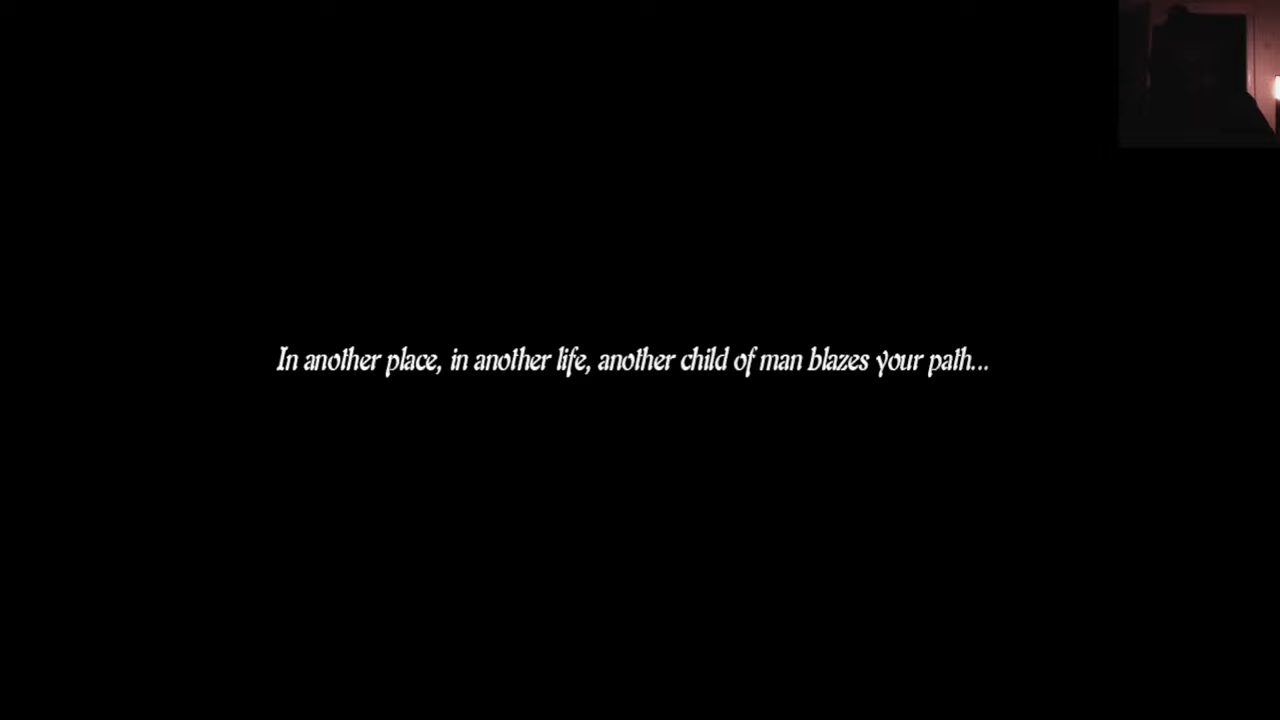 In another place, in another life, another child of man blazes your path...